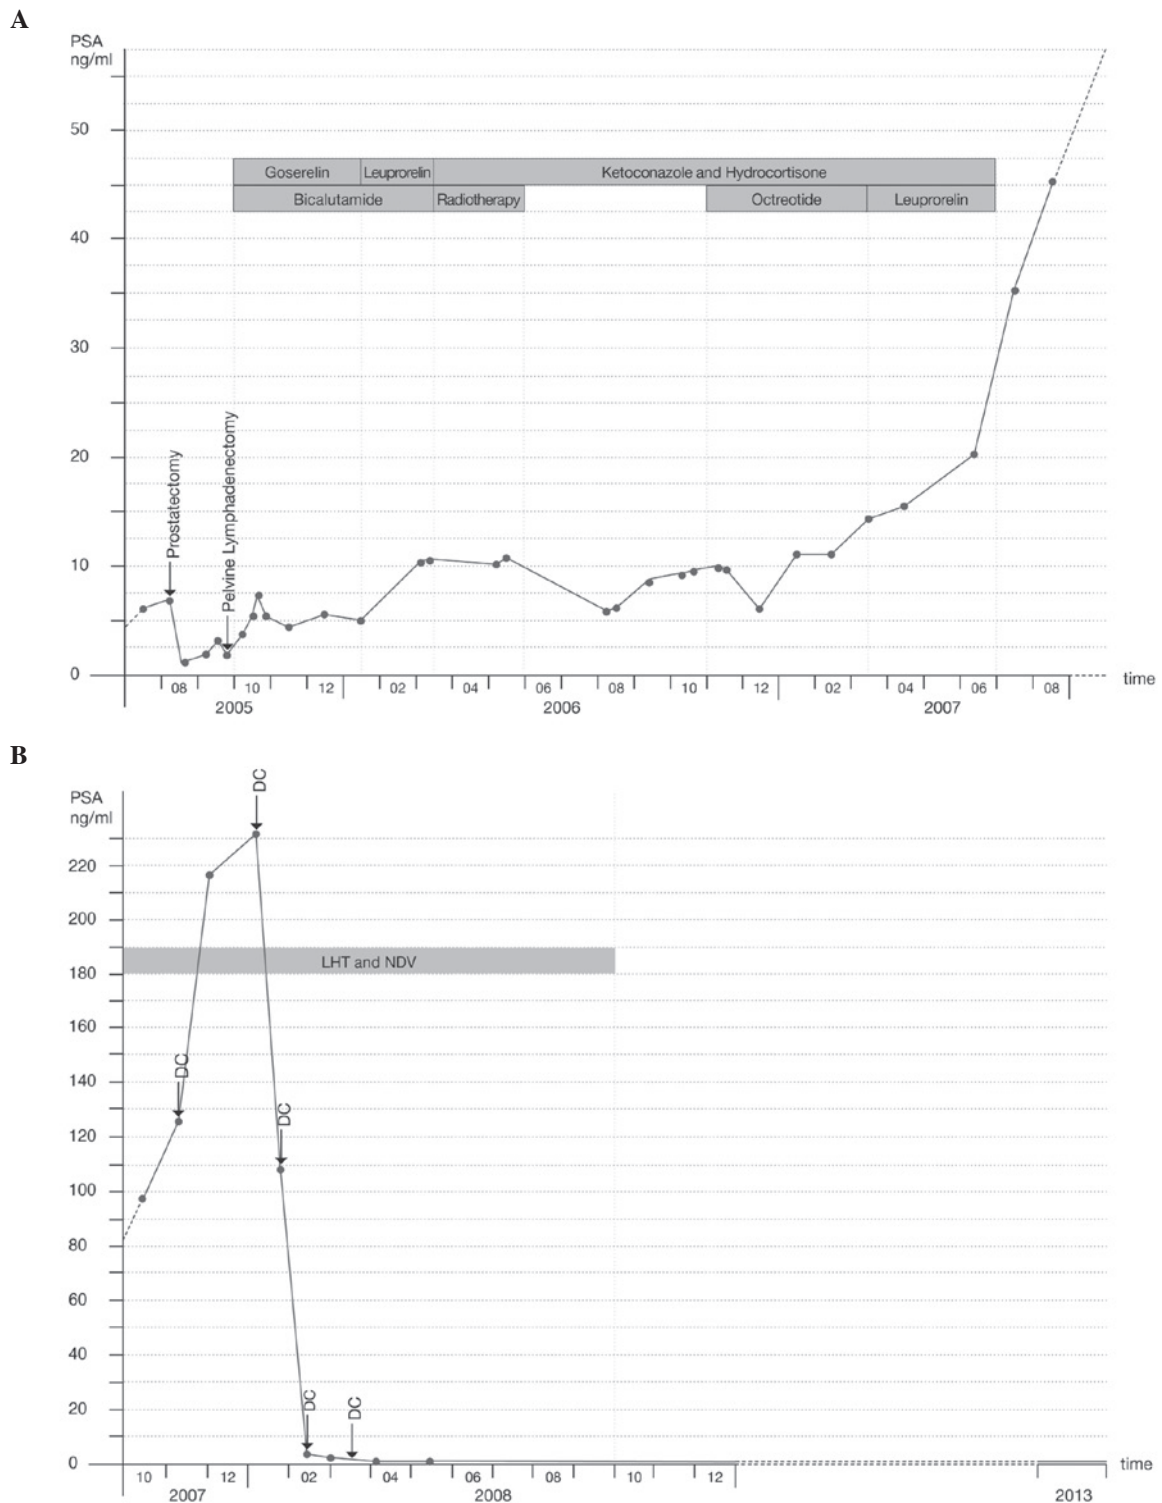 A
PSA
ng/ml
50
Goserelin Leuprorelin Ketoconazole and Hydrocortisone
Bicalutamide Radiotherapy Octreotide Leuprorelin
40
30
Prostatectomy
Pelvine Lymphadenectomy
20
10
0
08 10 12 02 04 06 08 10 12 02 04 06 08
time
2005 2006 2007
B
DC
PSA
ng/ml
220
200
LHT and NDV
180
160
DC
140
DC
120
100
80
60
40
DC
DC
20
0
time
10 12 02 04 06 08 10 12
2007 2008 2013